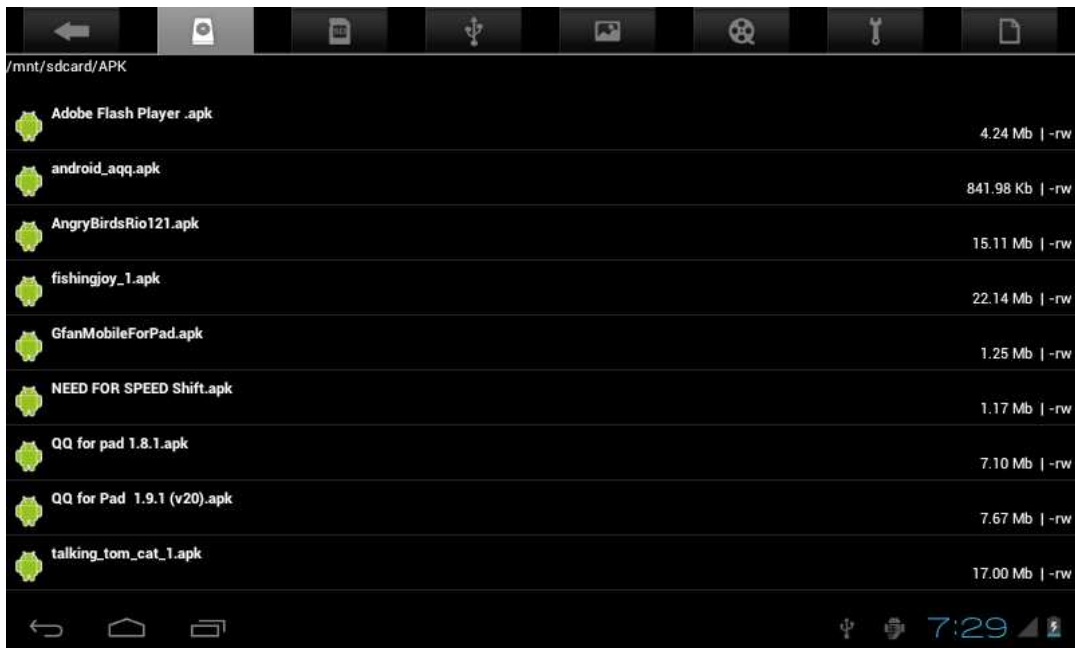 /mnt/sdcard/APK
Adobe Flash Player .apk
4.24 Mb | -rw
android_aqq.apk
841.98 Kb | -rw
AngryBirdsRio121.apk
15.11 Mb | -rw
fishingjoy_1.apk
22.14 Mb | -rw
GfanMobileForPad.apk
1.25 Mb | -rw
NEED FOR SPEED Shift.apk
1.17 Mb | -rw
QQ for pad 1.8.1.apk
7.10 Mb | -rw
QQ for Pad  1.9.1 (v20).apk
7.67 Mb | -rw
talking_tom_cat_1.apk
17.00 Mb | -rw
7:29